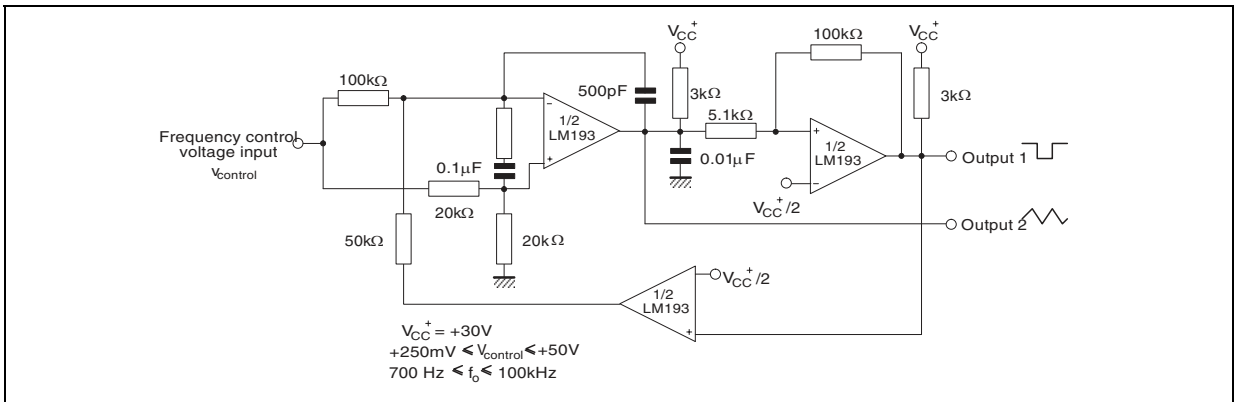 V_CC^+
100kΩ
V_CC^+
100kΩ
500pF
3kΩ
3kΩ
5.1kΩ
-
1/2
LM193
+
Frequency control
voltage input
V_control
0.1µF
0.01µF
+
1/2
LM193
-
Output 1
V_CC^+/2
20kΩ
Output 2
50kΩ
20kΩ
1/2
LM193
V_CC^+/2
+
V_CC^+ = +30V
+250mV ⩽ V_control ⩽ +50V
700 Hz ⩽ f_o ⩽ 100kHz